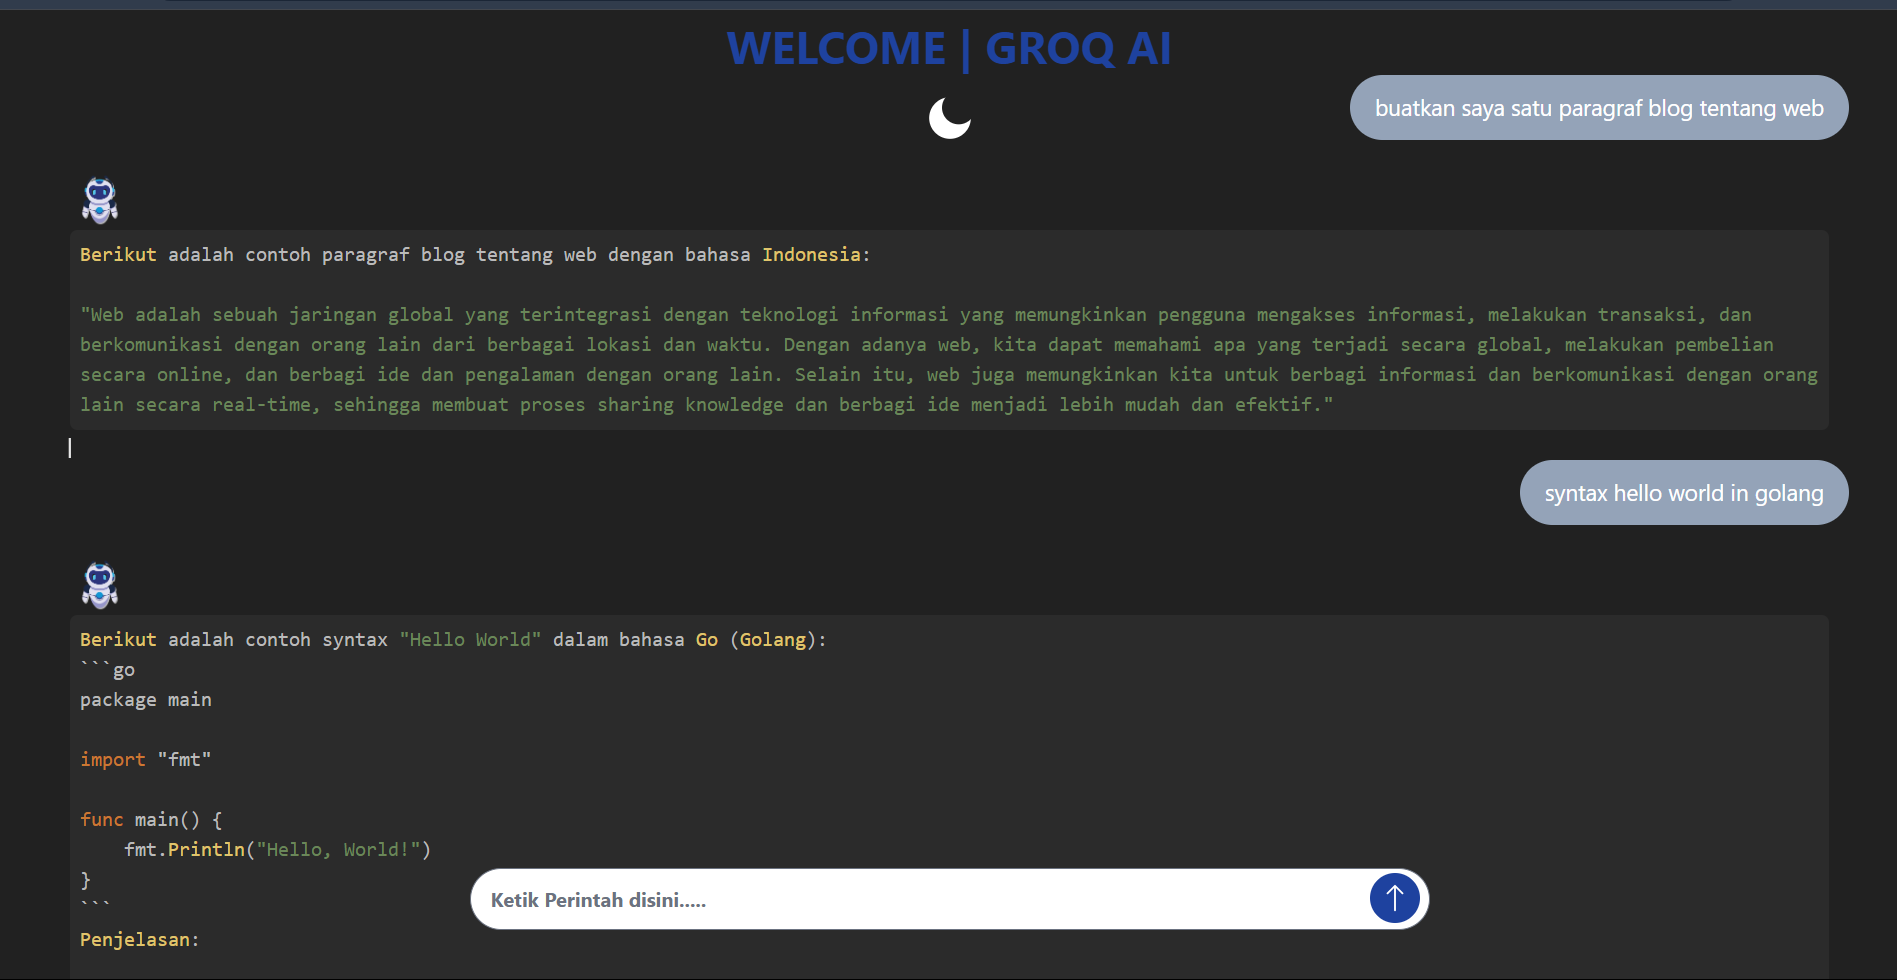 WELCOME | GROQ AI
buatkan saya satu paragraf blog tentang web
Berikut adalah contoh paragraf blog tentang web dengan bahasa Indonesia:
"Web adalah sebuah jaringan global yang terintegrasi dengan teknologi informasi yang memungkinkan pengguna mengakses informasi, melakukan transaksi, dan
berkomunikasi dengan orang lain dari berbagai lokasi dan waktu. Dengan adanya web, kita dapat memahami apa yang terjadi secara global, melakukan pembelian
secara online, dan berbagi ide dan pengalaman dengan orang lain. Selain itu, web juga memungkinkan kita untuk berbagi informasi dan berkomunikasi dengan orang
lain secara real-time, sehingga membuat proses sharing knowledge dan berbagi ide menjadi lebih mudah dan efektif."
syntax hello world in golang
Berikut adalah contoh syntax "Hello World" dalam bahasa Go (Golang):
```go
package main
import "fmt"
func main() {
    fmt.Println("Hello, World!")
}
```
Ketik Perintah disini.....
Penjelasan: